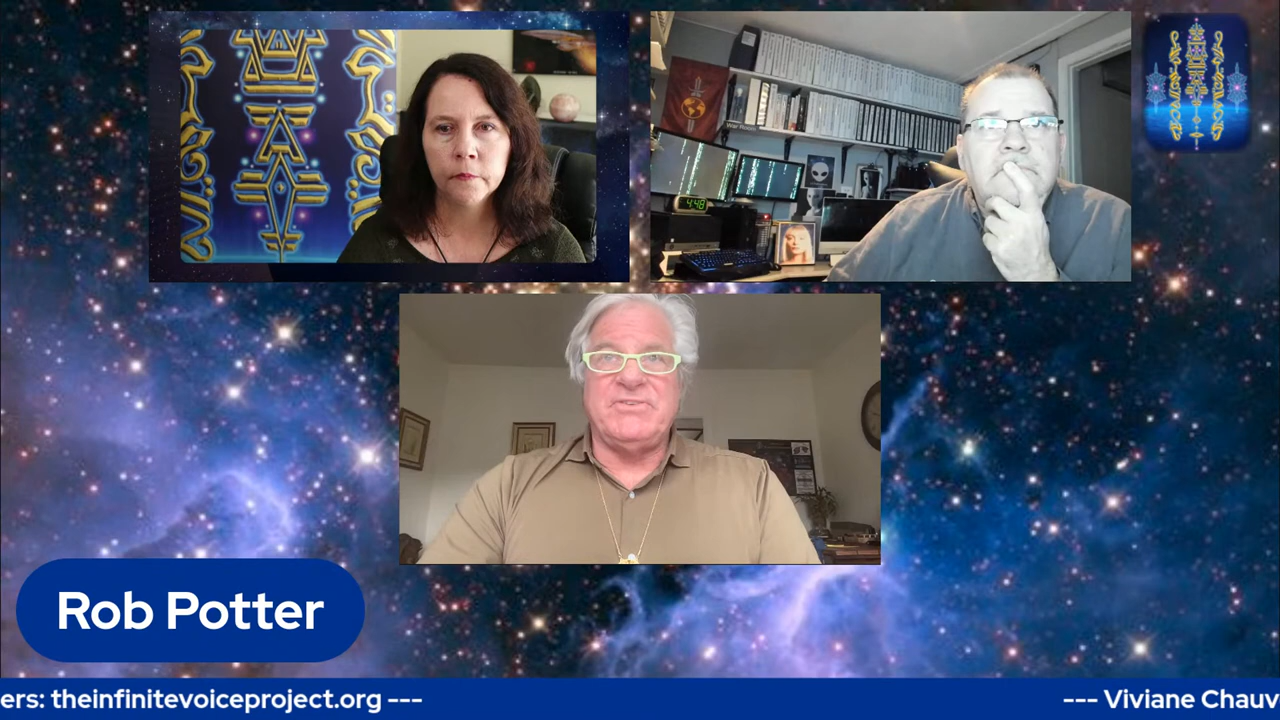 4:48
Rob Potter
ers: theinfinitevoiceproject.org --- --- Viviane Chauv